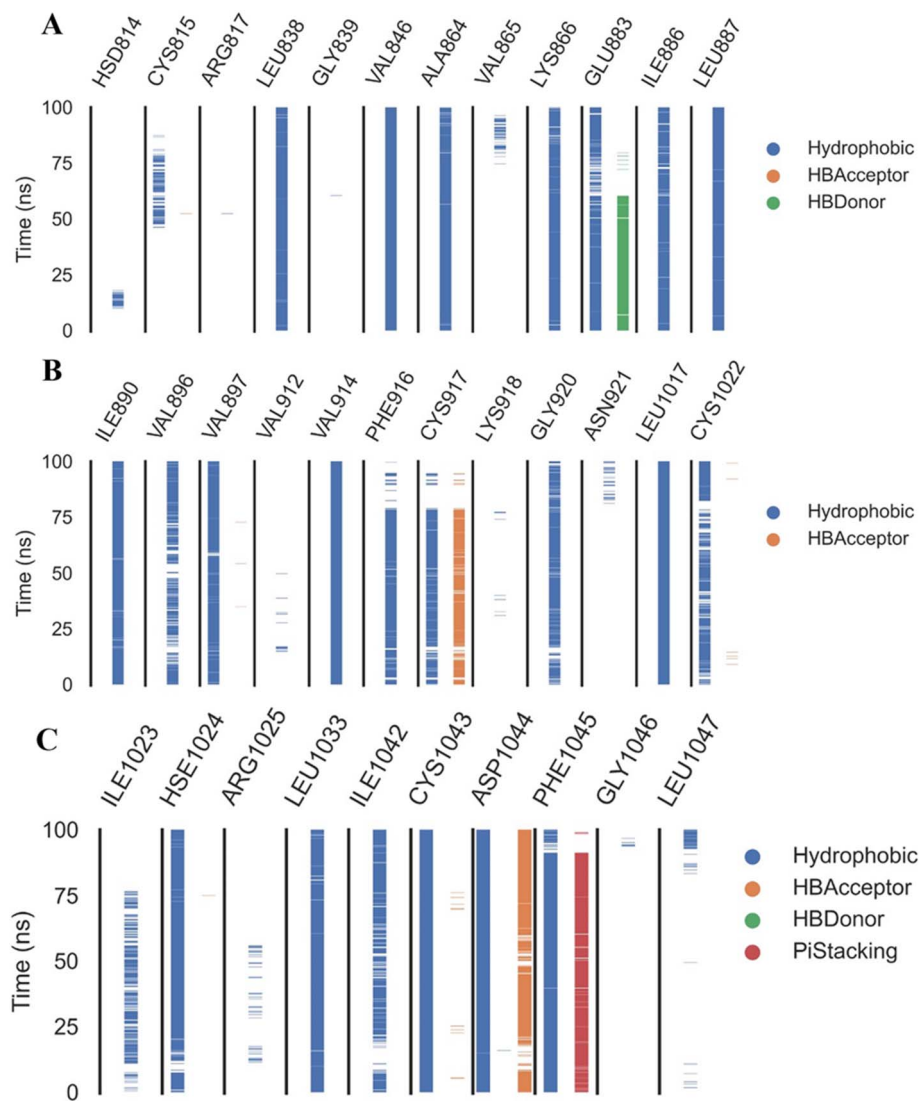 A
HSD814 CYS815 ARG817 LEU838 GLY839 VAL846 ALA864 VAL865 LYS866 GLU883 ILE886 LEU887
Time (ns)
100
75
50
25
0
Hydrophobic
HBAcceptor
HBDonor
B
ILE890 VAL896 VAL897 VAL912 VAL914 PHE916 CYS917 LYS918 GLY920 ASN921 LEU1017 CYS1022
Time (ns)
100
75
50
25
0
Hydrophobic
HBAcceptor
C
ILE1023 HSE1024 ARG1025 LEU1033 ILE1042 CYS1043 ASP1044 PHE1045 GLY1046 LEU1047
Time (ns)
100
75
50
25
0
Hydrophobic
HBAcceptor
HBDonor
PiStacking